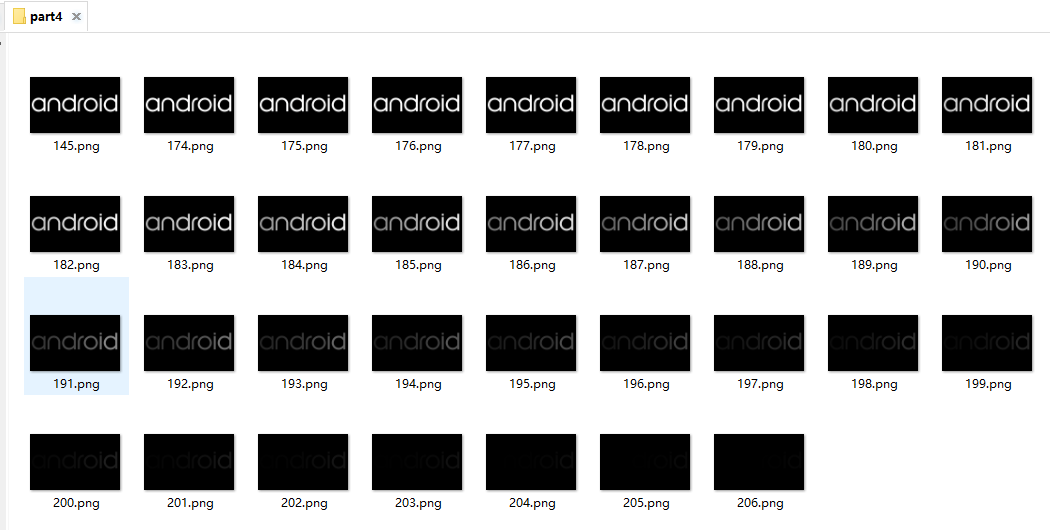 part4
android android android android android android android android android
145.png 174.png 175.png 176.png 177.png 178.png 179.png 180.png 181.png
android android android android android android android android android
182.png 183.png 184.png 185.png 186.png 187.png 188.png 189.png 190.png
android android android android android android android android android
191.png 192.png 193.png 194.png 195.png 196.png 197.png 198.png 199.png
android android android android
200.png 201.png 202.png 203.png 204.png 205.png 206.png